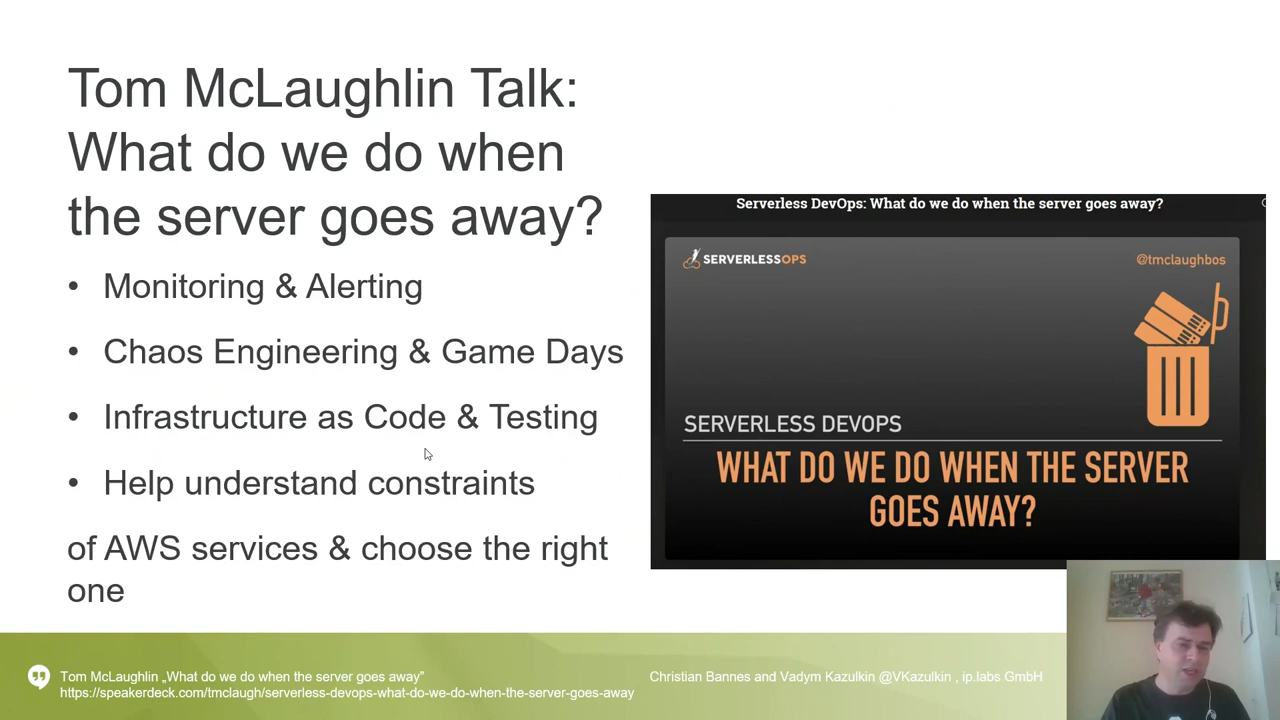 Tom McLaughlin Talk:
What do we do when
the server goes away?
• Monitoring & Alerting
• Chaos Engineering & Game Days
• Infrastructure as Code & Testing
• Help understand constraints
of AWS services & choose the right
one
Serverless DevOps: What do we do when the server goes away?
SERVERLESSOPS
@tmclaughbos
SERVERLESS DEVOPS
WHAT DO WE DO WHEN THE SERVER
GOES AWAY?
Tom McLaughlin „What do we do when the server goes away”
https://speakerdeck.com/tmclaugh/serverless-devops-what-do-we-do-when-the-server-goes-away
Christian Bannes and Vadym Kazulkin @VKazulkin , ip.labs GmbH